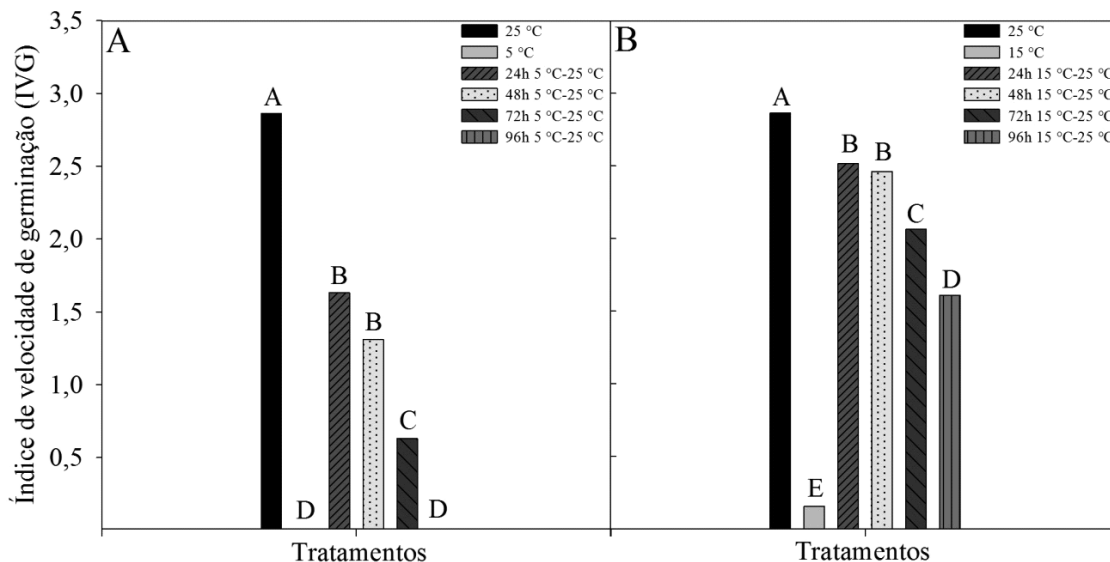 Índice de velocidade de germinação (IVG)
3,5
3,0
2,5
2,0
1,5
1,0
0,5
A
25 °C
5 °C
24h 5 °C-25 °C
48h 5 °C-25 °C
72h 5 °C-25 °C
96h 5 °C-25 °C
A
D
B
B
C
D
Tratamentos
B
25 °C
15 °C
24h 15 °C-25 °C
48h 15 °C-25 °C
72h 15 °C-25 °C
96h 15 °C-25 °C
A
E
B
B
C
D
Tratamentos